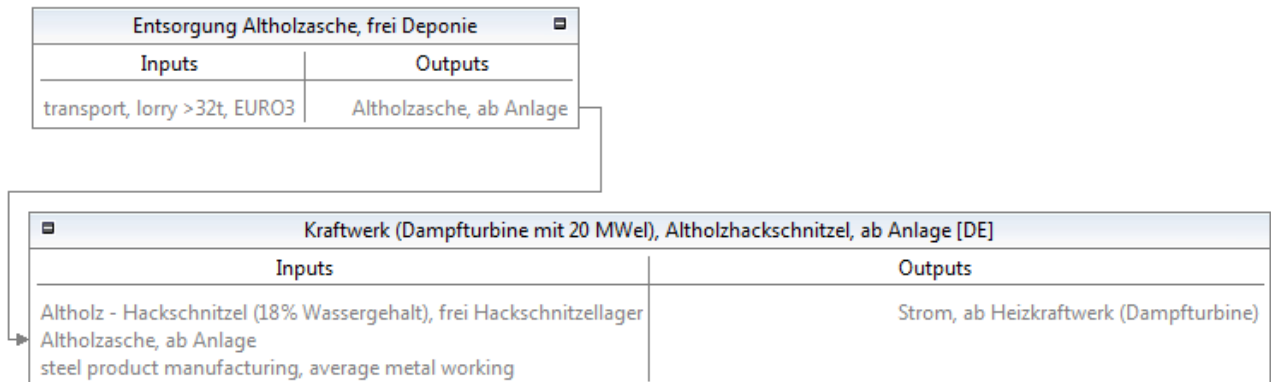 Entsorgung Altholzasche, frei Deponie
Inputs Outputs
transport, lorry >32t, EURO3 Altholzasche, ab Anlage
Kraftwerk (Dampfturbine mit 20 MWel), Altholzhackschnitzel, ab Anlage [DE]
Inputs Outputs
Altholz - Hackschnitzel (18% Wassergehalt), frei Hackschnitzellager Strom, ab Heizkraftwerk (Dampfturbine)
Altholzasche, ab Anlage
steel product manufacturing, average metal working